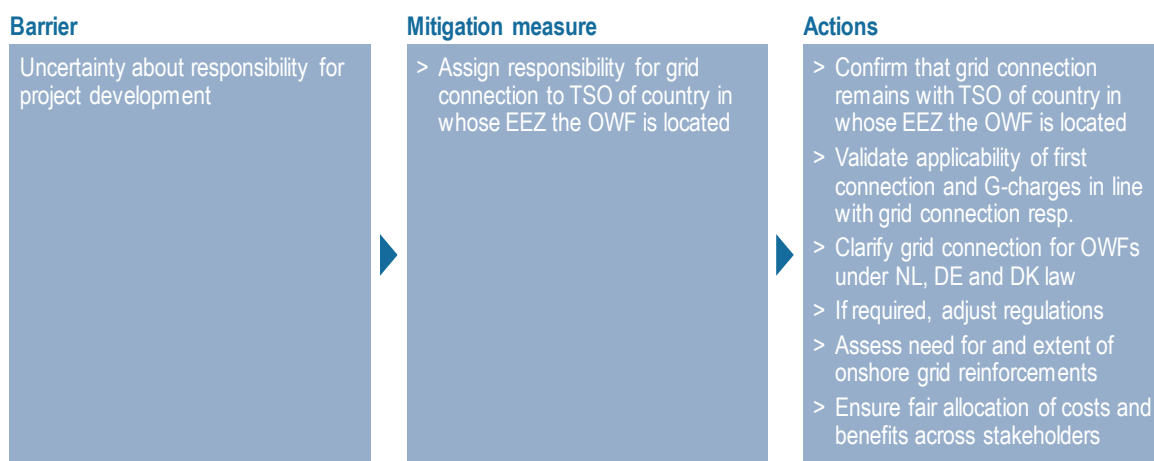 Barrier
Uncertainty about responsibility for
project development
Mitigation measure
> Assign responsibility for grid
connection to TSO of country in
whose EEZ the OWF is located
Actions
> Confirm that grid connection
remains with TSO of country in
whose EEZ the OWF is located
> Validate applicability of first
connection and G-charges in line
with grid connection resp.
> Clarify grid connection for OWFs
under NL, DE and DK law
> If required, adjust regulations
> Assess need for and extent of
onshore grid reinforcements
> Ensure fair allocation of costs and
benefits across stakeholders